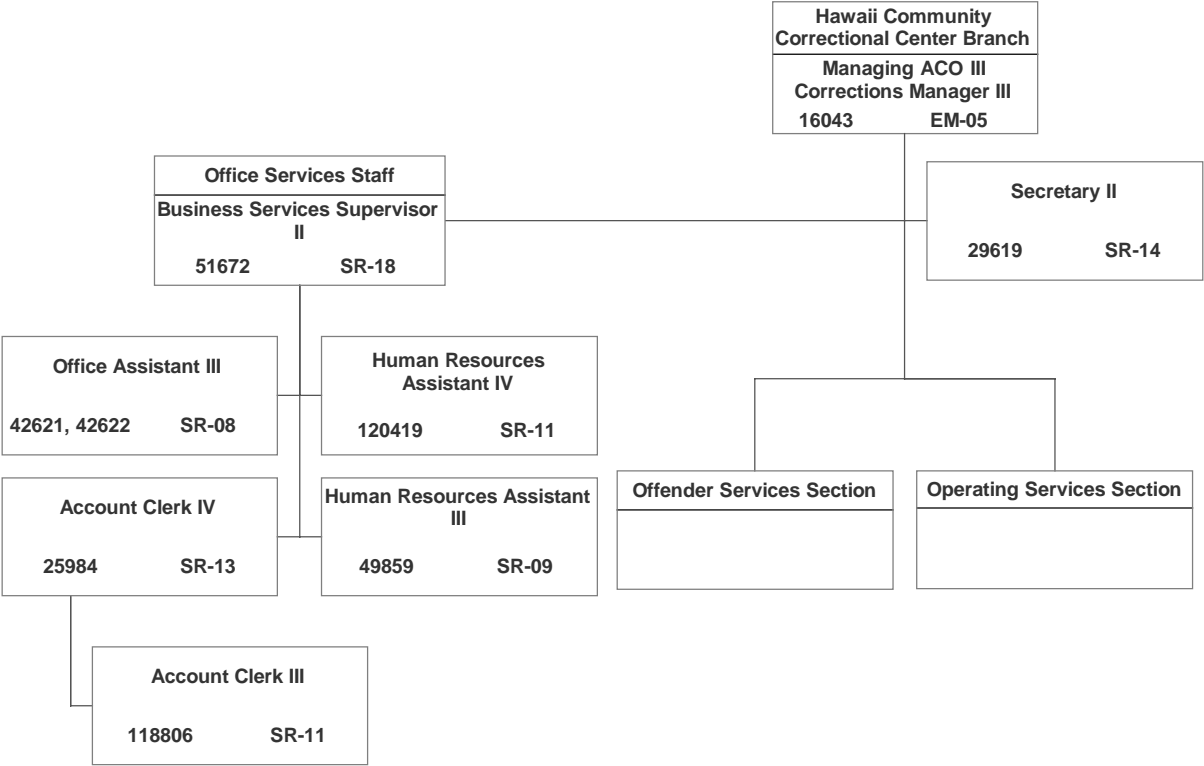 Hawaii Community
Correctional Center Branch
Managing ACO III
Corrections Manager III
16043 EM-05
Office Services Staff
Business Services Supervisor
II
51672 SR-18
Secretary II
29619 SR-14
Office Assistant III
42621, 42622 SR-08
Human Resources
Assistant IV
120419 SR-11
Account Clerk IV
25984 SR-13
Human Resources Assistant
III
49859 SR-09
Offender Services Section
Operating Services Section
Account Clerk III
118806 SR-11